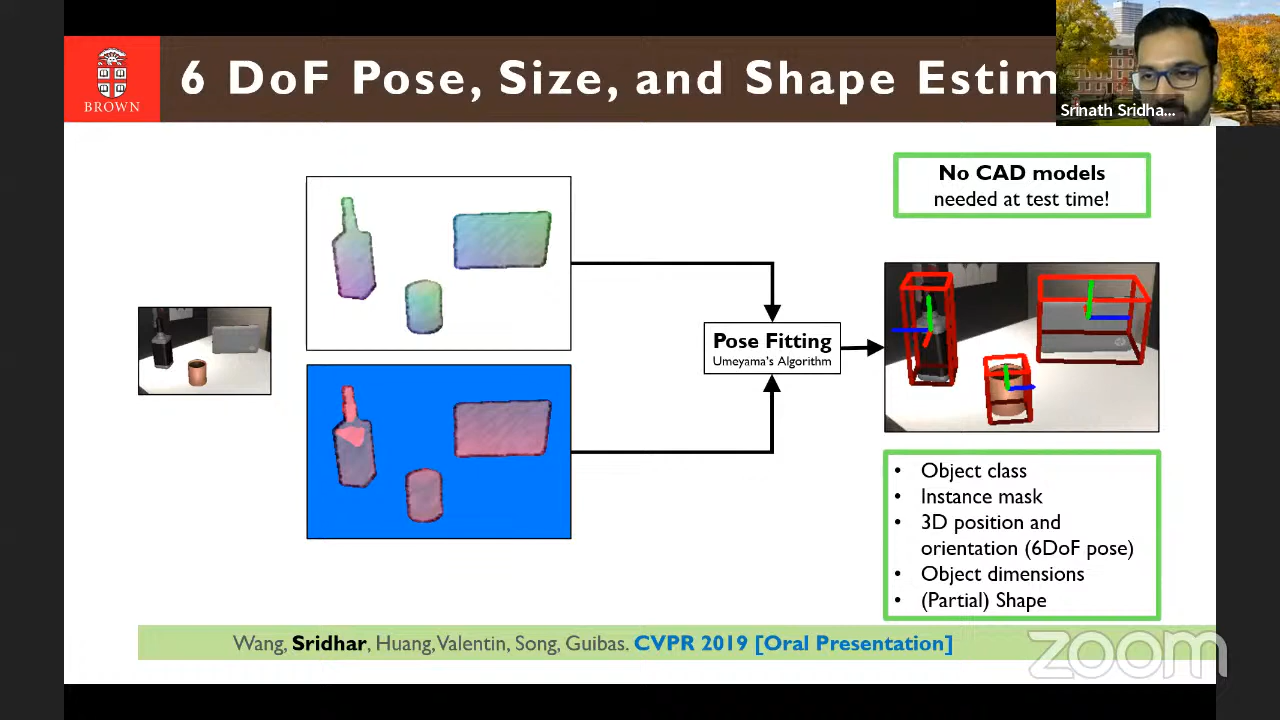 BROWN
6 DoF Pose, Size, and Shape Estim
Srinath Sridha...
No CAD models
needed at test time!
Pose Fitting
Umeyama's Algorithm
• Object class
• Instance mask
• 3D position and
orientation (6DoF pose)
• Object dimensions
• (Partial) Shape
Wang, Sridhar, Huang, Valentin, Song, Guibas. CVPR 2019 [Oral Presentation]
zoom